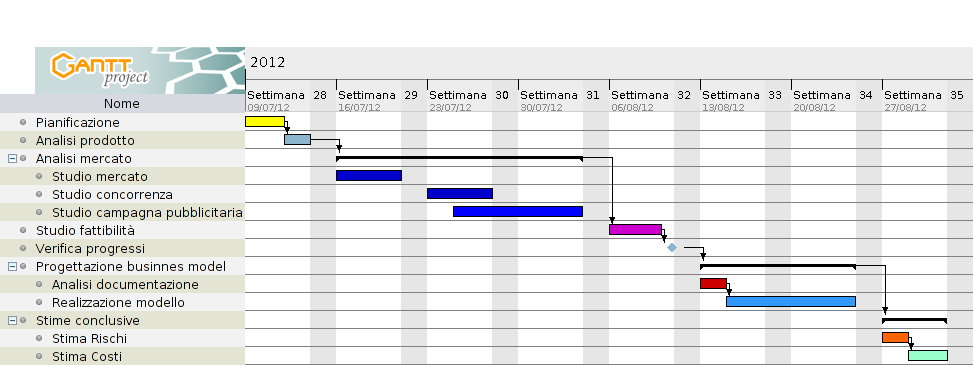 GANTT
project
2012
Settimana 28 Settimana 29 Settimana 30 Settimana 31 Settimana 32 Settimana 33 Settimana 34 Settimana 35
09/07/12 16/07/12 23/07/12 30/07/12 06/08/12 13/08/12 20/08/12 27/08/12
Nome
Pianificazione
Analisi prodotto
Analisi mercato
Studio mercato
Studio concorrenza
Studio campagna pubblicitaria
Studio fattibilità
Verifica progressi
Progettazione businnes model
Analisi documentazione
Realizzazione modello
Stime conclusive
Stima Rischi
Stima Costi